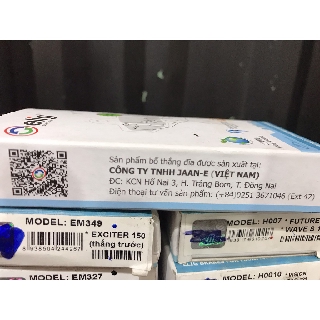 elig
Sản phẩm bố thắng đĩa được sản xuất tại:
CÔNG TY TNHH JAAN-E (VIỆT NAM)
ĐC: KCN Hố Nai 3, H. Trảng Bom, T. Đồng Nai
Điện thoại tư vấn sản phẩm: (+84)0251 3671046 (Ext 47)
MODEL: EM349
* EXCITER 150
(thắng trước)
MODEL: H007
* FUTURE
* WAVE S 1
MODEL: EM327
MODEL: H0010